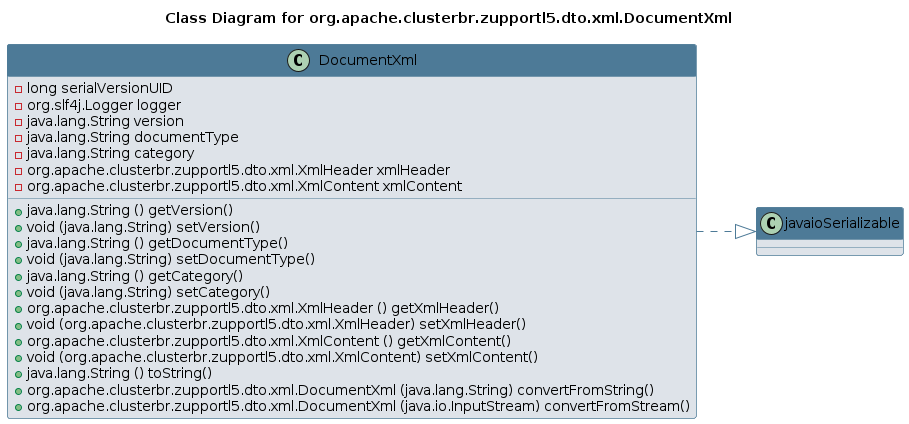 Class Diagram for org.apache.clusterbr.zupportl5.dto.xml.DocumentXml
C DocumentXml
long serialVersionUID
org.slf4j.Logger logger
java.lang.String version
java.lang.String documentType
java.lang.String category
org.apache.clusterbr.zupportl5.dto.xml.XmlHeader xmlHeader
org.apache.clusterbr.zupportl5.dto.xml.XmlContent xmlContent
java.lang.String () getVersion()
void (java.lang.String) setVersion()
java.lang.String () getDocumentType()
void (java.lang.String) setDocumentType()
java.lang.String () getCategory()
void (java.lang.String) setCategory()
org.apache.clusterbr.zupportl5.dto.xml.XmlHeader () getXmlHeader()
void (org.apache.clusterbr.zupportl5.dto.xml.XmlHeader) setXmlHeader()
org.apache.clusterbr.zupportl5.dto.xml.XmlContent () getXmlContent()
void (org.apache.clusterbr.zupportl5.dto.xml.XmlContent) setXmlContent()
java.lang.String () toString()
org.apache.clusterbr.zupportl5.dto.xml.DocumentXml (java.lang.String) convertFromString()
org.apache.clusterbr.zupportl5.dto.xml.DocumentXml (java.io.InputStream) convertFromStream()
C javaioSerializable